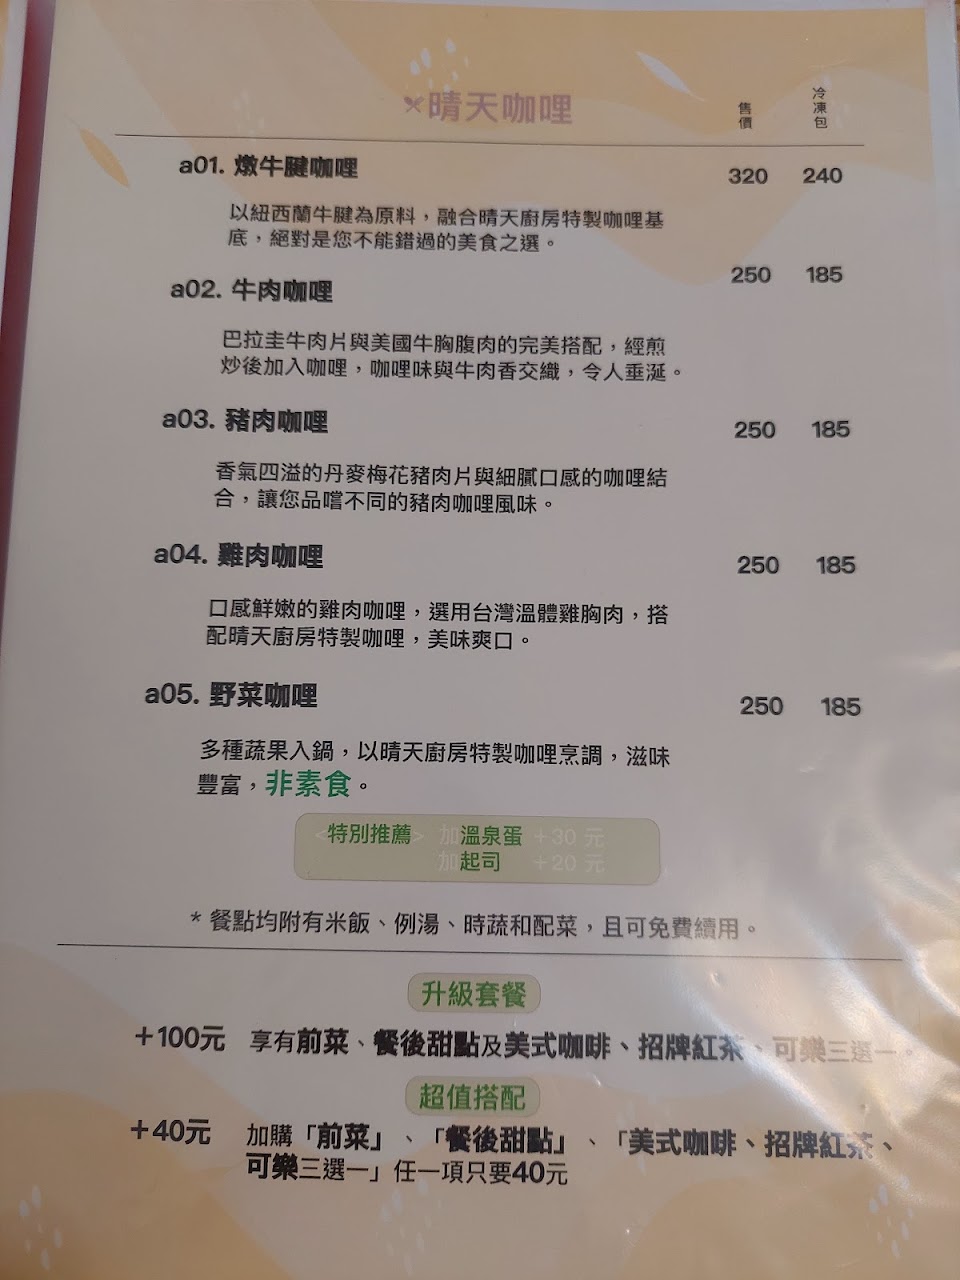 晴天咖哩
售價 冷凍包
a01. 燉牛腱咖哩 320 240
以紐西蘭牛腱為原料，融合晴天廚房特製咖哩基
底，絕對是您不能錯過的美食之選。
a02. 牛肉咖哩 250 185
巴拉圭牛肉片與美國牛胸腹肉的完美搭配，經煎
炒後加入咖哩，咖哩味與牛肉香交織，令人垂涎。
a03. 豬肉咖哩 250 185
香氣四溢的丹麥梅花豬肉片與細膩口感的咖哩結
合，讓您品嚐不同的豬肉咖哩風味。
a04. 雞肉咖哩 250 185
口感鮮嫩的雞肉咖哩，選用台灣溫體雞胸肉，搭
配晴天廚房特製咖哩，美味爽口。
a05. 野菜咖哩 250 185
多種蔬果入鍋，以晴天廚房特製咖哩烹調，滋味
豐富，非素食。
<特別推薦> 加溫泉蛋 +30 元
加起司 +20 元
* 餐點均附有米飯、例湯、時蔬和配菜，且可免費續用。
升級套餐
+100元 享有前菜、餐後甜點及美式咖啡、招牌紅茶、可樂三選一。
超值搭配
+40元 加購「前菜」、「餐後甜點」、「美式咖啡、招牌紅茶、
可樂三選一」任一項只要40元